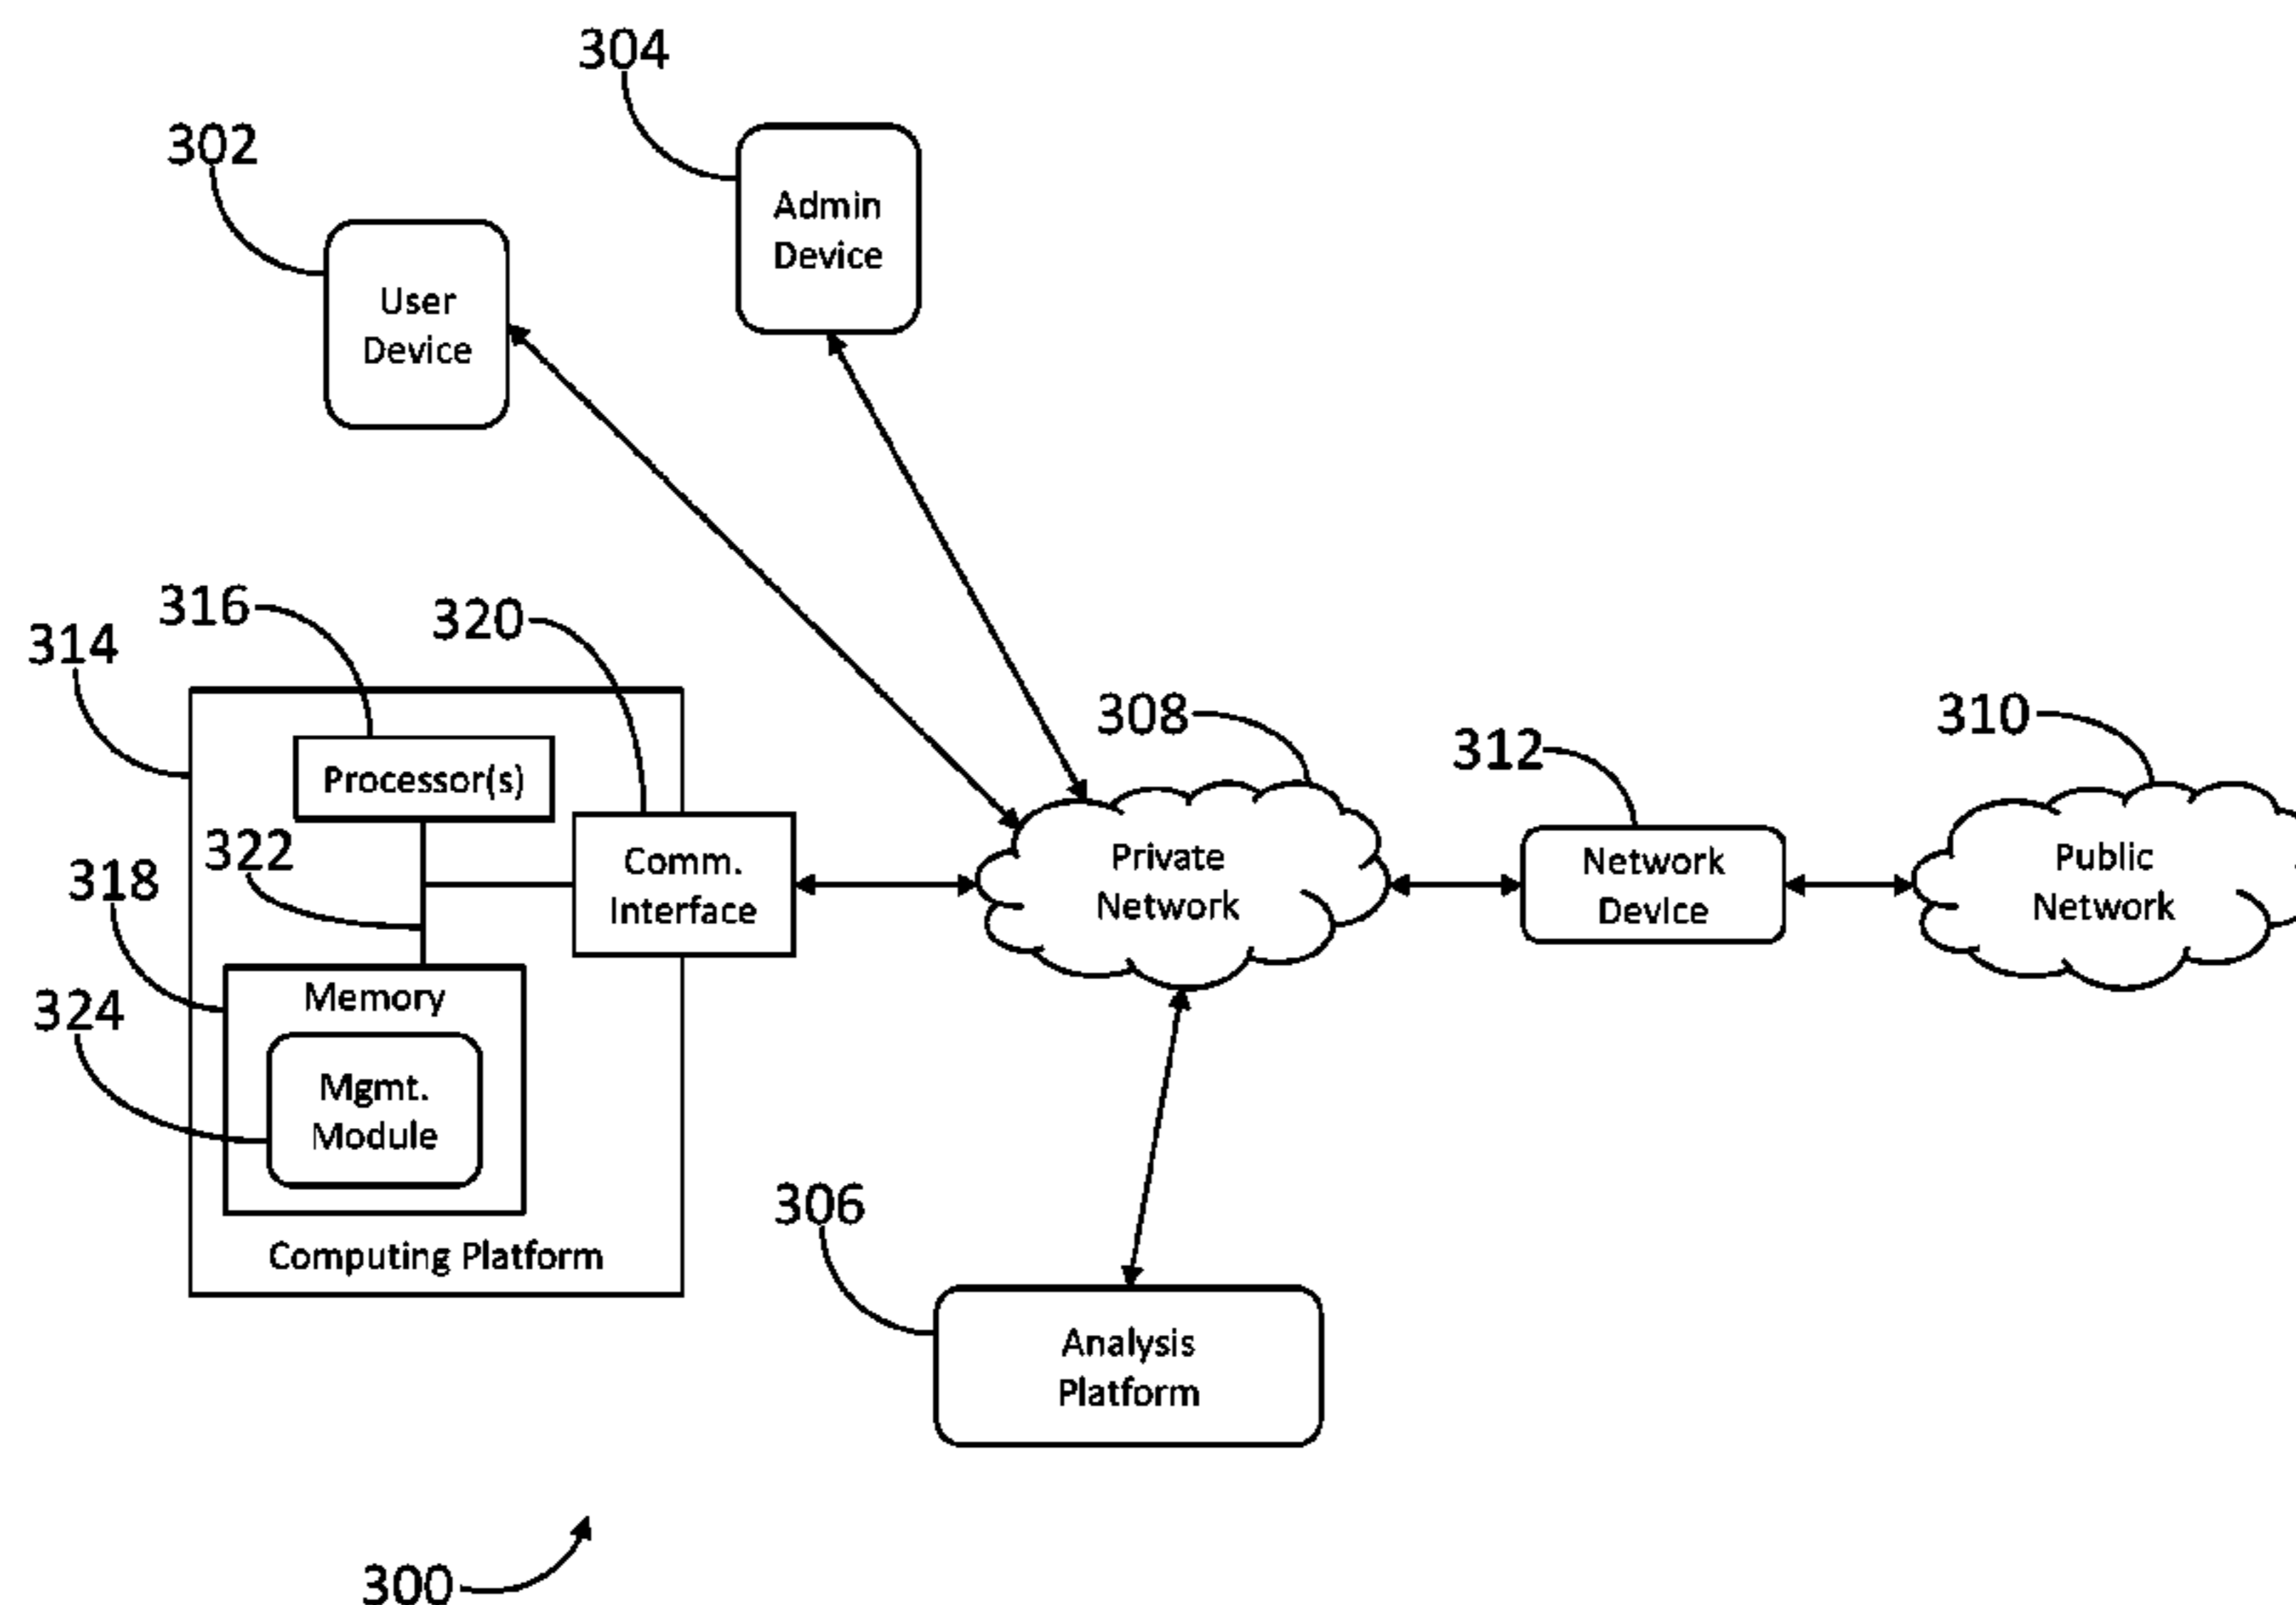 304
302
Admin
Device
User
Device
316
320
314
308
310
312
Processor(s)
322
318
Comm.
Interface
Private
Network
Network
Device
Public
Network
Memory
324
Mgmt.
Module
306
Computing Platform
Analysis
Platform
300